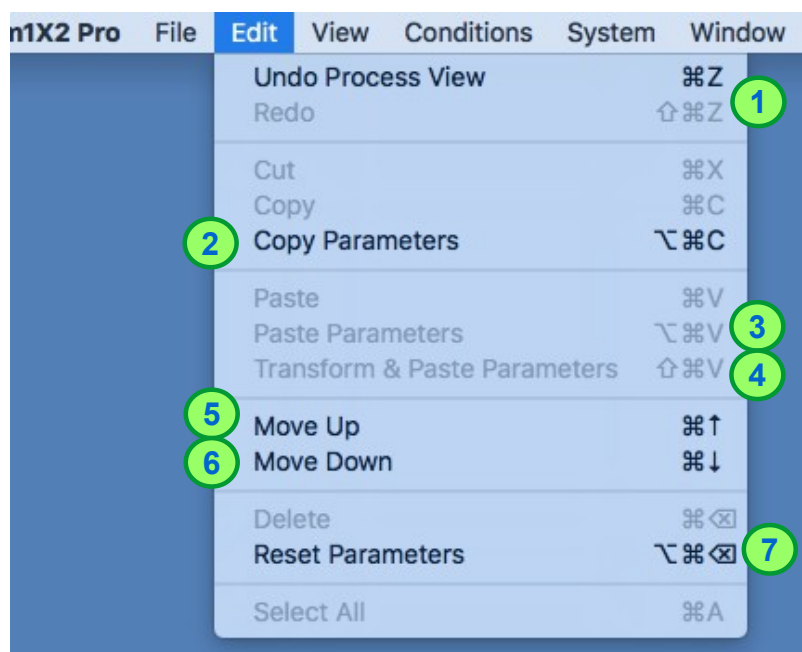 m1X2 Pro File Edit View Conditions System Window
Undo Process View ⌘Z
1
Redo ⇧⌘Z
Cut ⌘X
Copy ⌘C
2 Copy Parameters ⌥⌘C
Paste ⌘V
Paste Parameters ⌥⌘V 3
Transform & Paste Parameters ⇧⌘V 4
5 Move Up ⌘↑
6 Move Down ⌘↓
Delete ⌘⌫
Reset Parameters ⌥⌘⌫ 7
Select All ⌘A